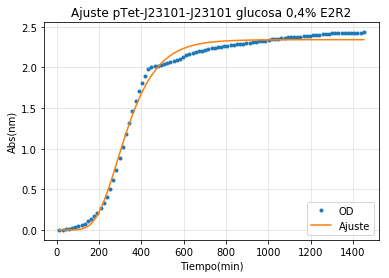 Ajuste pTet-J23101-J23101 glucosa 0,4% E2R2
Abs(nm)
2.5
2.0
1.5
1.0
0.5
0.0
OD
Ajuste
0 200 400 600 800 1000 1200 1400
Tiempo(min)